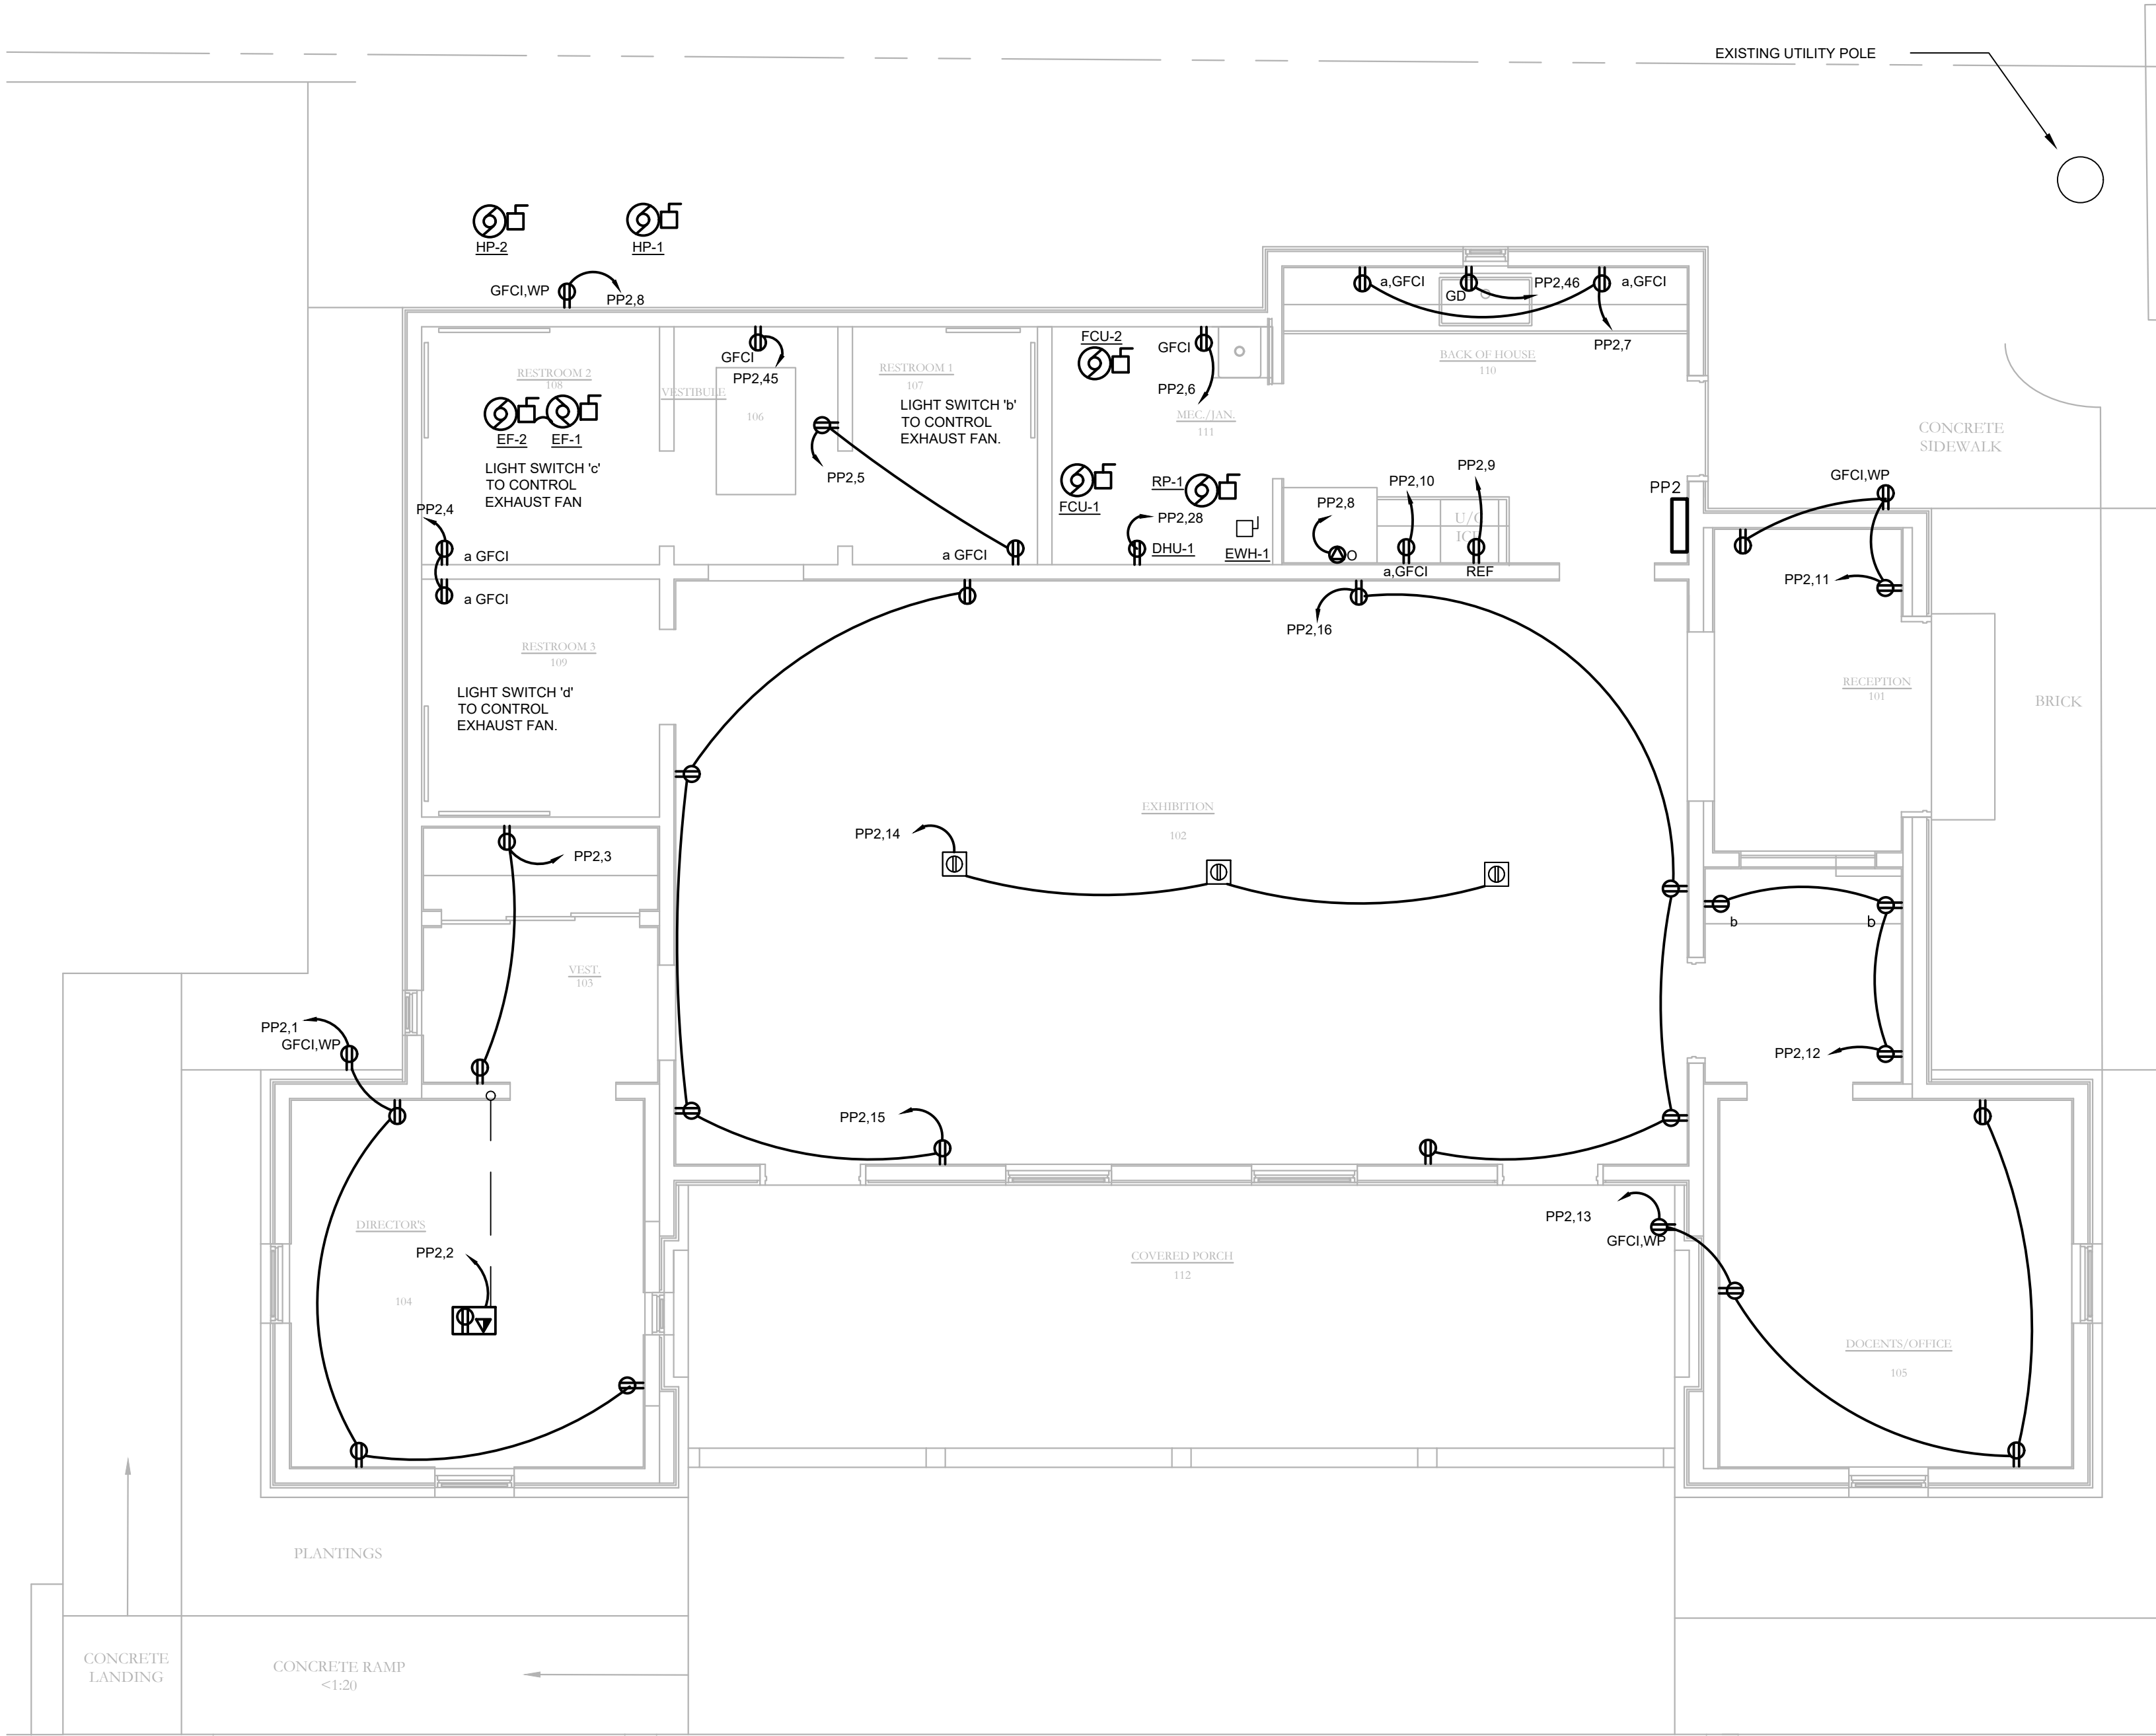 EXISTING UTILITY POLE
HP-2
HP-1
GFCI,WP
PP2,8
a,GFCI
GD
PP2,46
a,GFCI
PP2,7
GFCI
PP2,45
FCU-2
GFCI
PP2,6
BACK OF HOUSE
110
RESTROOM 2
108
VESTIBULE
106
RESTROOM 1
107
LIGHT SWITCH 'b'
TO CONTROL
EXHAUST FAN.
MEC./JAN.
111
CONCRETE
SIDEWALK
EF-2
EF-1
LIGHT SWITCH 'c'
TO CONTROL
EXHAUST FAN
PP2,5
FCU-1
RP-1
PP2,28
PP2,8
PP2,10
PP2,9
PP2
GFCI,WP
PP2,4
a GFCI
a GFCI
DHU-1
EWH-1
O
U/C
ICE
a,GFCI
REF
PP2,11
a GFCI
PP2,16
RESTROOM 3
109
LIGHT SWITCH 'd'
TO CONTROL
EXHAUST FAN.
RECEPTION
101
BRICK
EXHIBITION
102
PP2,14
PP2,3
b
b
VEST.
103
PP2,1
GFCI,WP
PP2,12
PP2,15
DIRECTOR'S
104
PP2,2
PP2,13
GFCI,WP
COVERED PORCH
112
DOCENTS/OFFICE
105
PLANTINGS
CONCRETE
LANDING
CONCRETE RAMP
<1:20